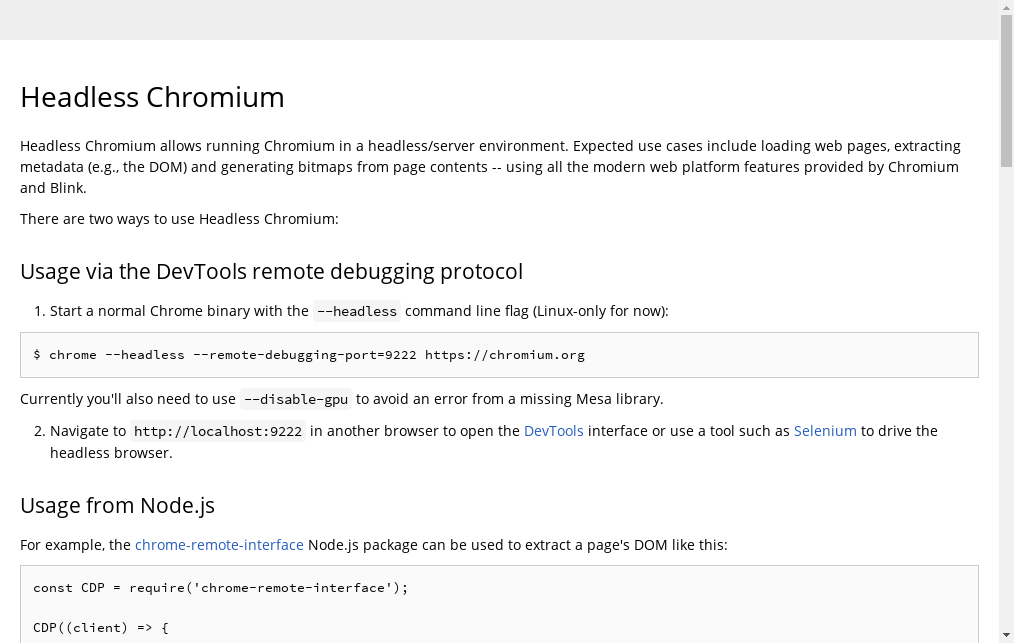 Headless Chromium
Headless Chromium allows running Chromium in a headless/server environment. Expected use cases include loading web pages, extracting
metadata (e.g., the DOM) and generating bitmaps from page contents -- using all the modern web platform features provided by Chromium
and Blink.
There are two ways to use Headless Chromium:
Usage via the DevTools remote debugging protocol
1. Start a normal Chrome binary with the --headless command line flag (Linux-only for now):
$ chrome --headless --remote-debugging-port=9222 https://chromium.org
Currently you'll also need to use --disable-gpu to avoid an error from a missing Mesa library.
2. Navigate to http://localhost:9222 in another browser to open the DevTools interface or use a tool such as Selenium to drive the
headless browser.
Usage from Node.js
For example, the chrome-remote-interface Node.js package can be used to extract a page's DOM like this:
const CDP = require('chrome-remote-interface');
CDP((client) => {